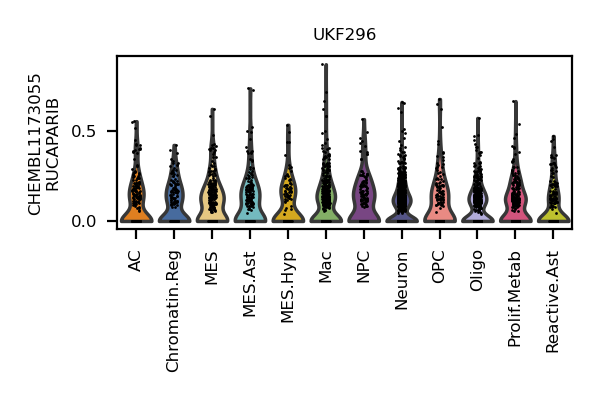 UKF296
CHEMBL1173055
RUCAPARIB
0.5
0.0
AC
Chromatin.Reg
MES
MES.Ast
MES.Hyp
Mac
NPC
Neuron
OPC
Oligo
Prolif.Metab
Reactive.Ast